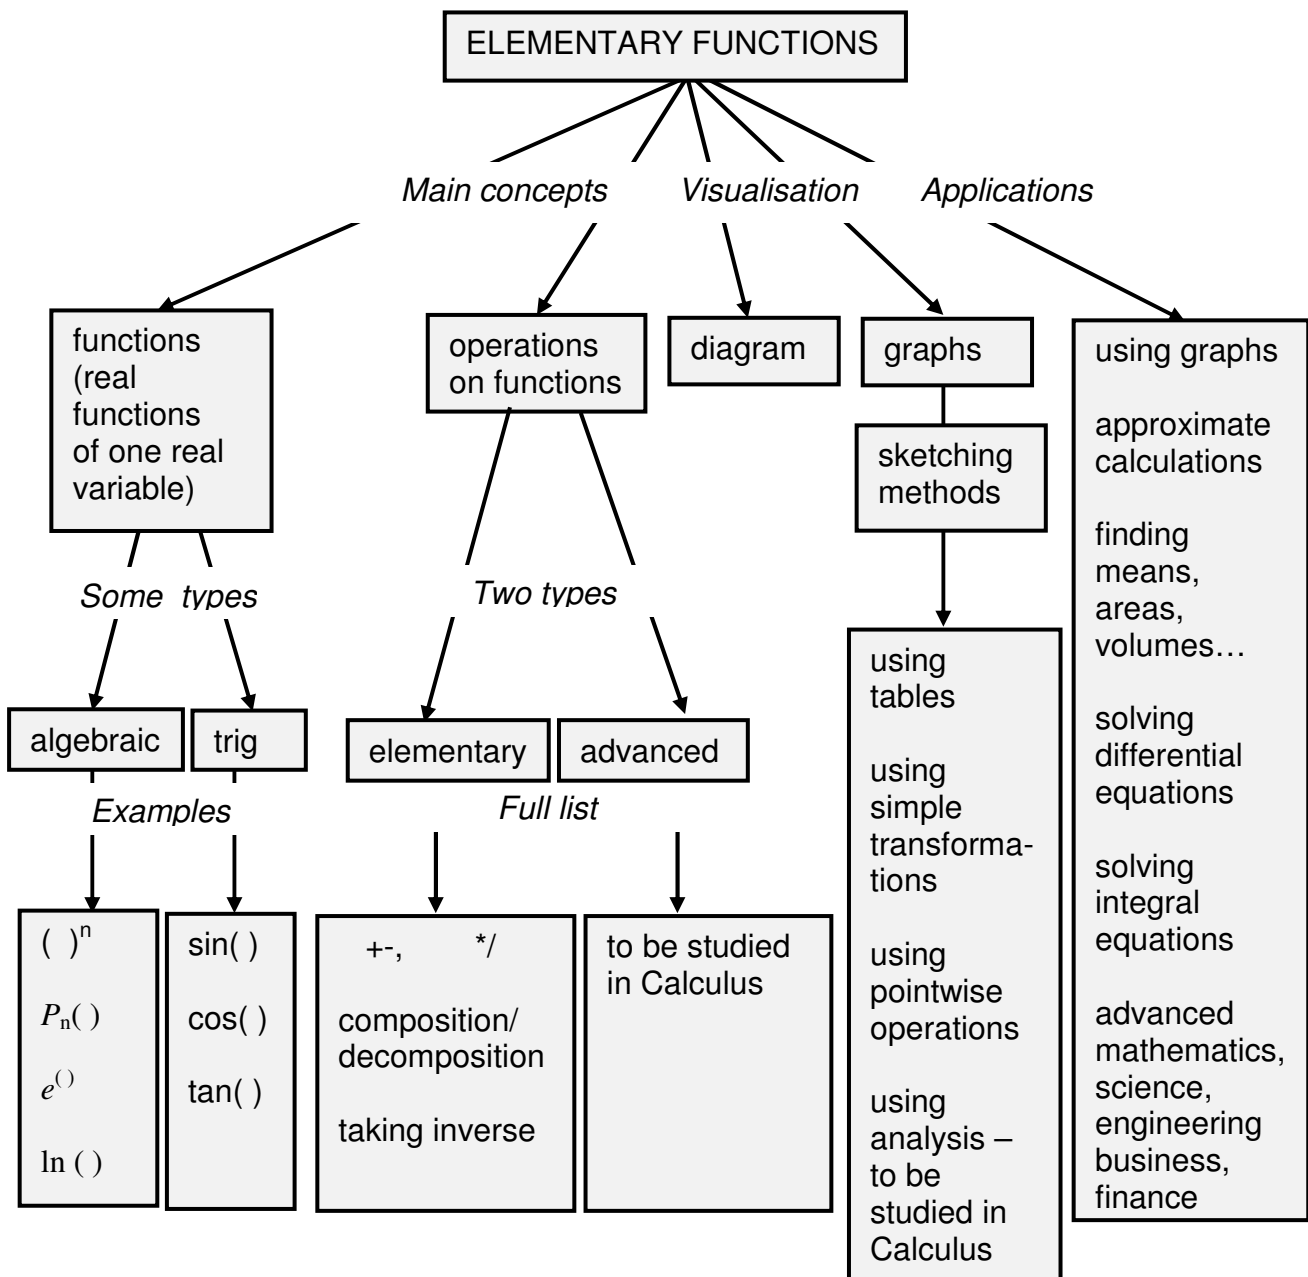 ELEMENTARY FUNCTIONS
Main concepts
Visualisation
Applications
functions
(real
functions
of one real
variable)
operations
on functions
diagram
graphs
sketching
methods
using graphs
approximate
calculations
finding
means,
areas,
volumes…
solving
differential
equations
solving
integral
equations
advanced
mathematics,
science,
engineering
business,
finance
Some types
Two types
algebraic
trig
elementary
advanced
Examples
Full list
( )ⁿ
Pₙ( )
e⁽ ⁾
ln ( )
sin( )
cos( )
tan( )
+-, */
composition/
decomposition
taking inverse
to be studied
in Calculus
using
tables
using
simple
transforma-
tions
using
pointwise
operations
using
analysis –
to be
studied in
Calculus